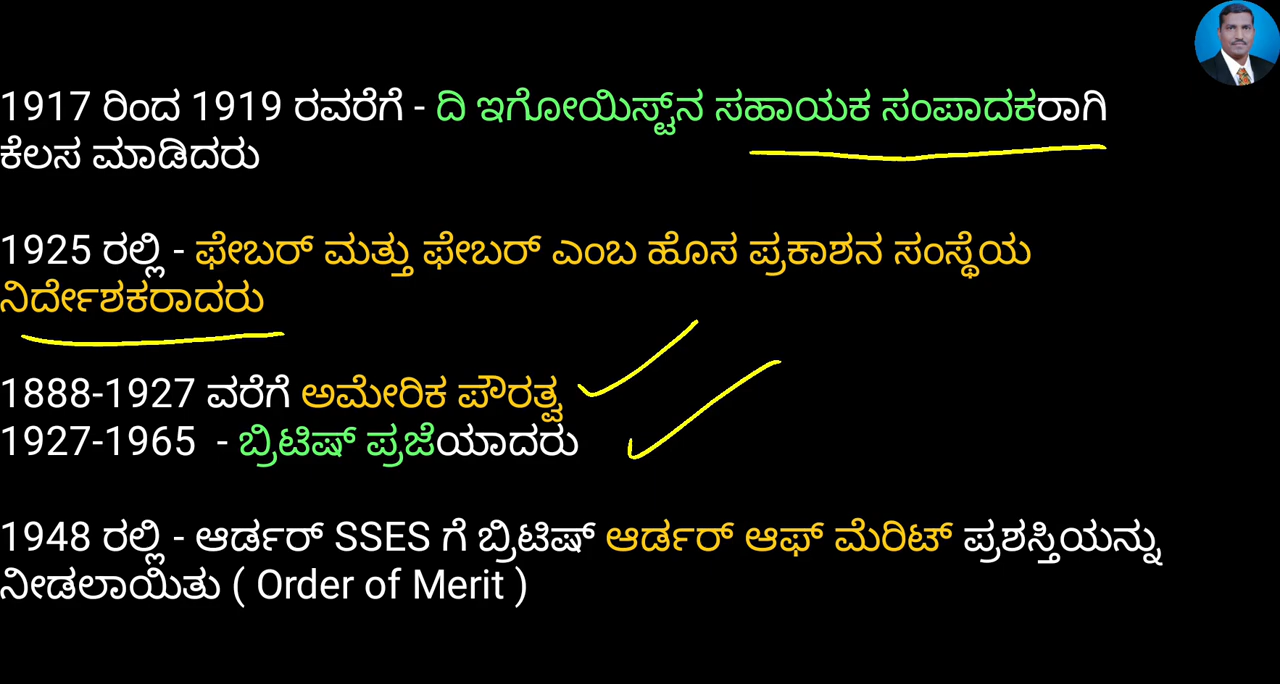 1917 ರಿಂದ 1919 ರವರೆಗೆ - ದಿ ಇಗೋಯಿಸ್ಟ್‌ನ ಸಹಾಯಕ ಸಂಪಾದಕರಾಗಿ
ಕೆಲಸ ಮಾಡಿದರು
1925 ರಲ್ಲಿ - ಫೇಬರ್ ಮತ್ತು ಫೇಬರ್ ಎಂಬ ಹೊಸ ಪ್ರಕಾಶನ ಸಂಸ್ಥೆಯ
ನಿರ್ದೇಶಕರಾದರು
1888-1927 ವರೆಗೆ ಅಮೇರಿಕ ಪೌರತ್ವ
1927-1965 - ಬ್ರಿಟಿಷ್ ಪ್ರಜೆಯಾದರು
1948 ರಲ್ಲಿ - ಆರ್ಡರ್ SSES ಗೆ ಬ್ರಿಟಿಷ್ ಆರ್ಡರ್ ಆಫ್ ಮೆರಿಟ್ ಪ್ರಶಸ್ತಿಯನ್ನು
ನೀಡಲಾಯಿತು ( Order of Merit )